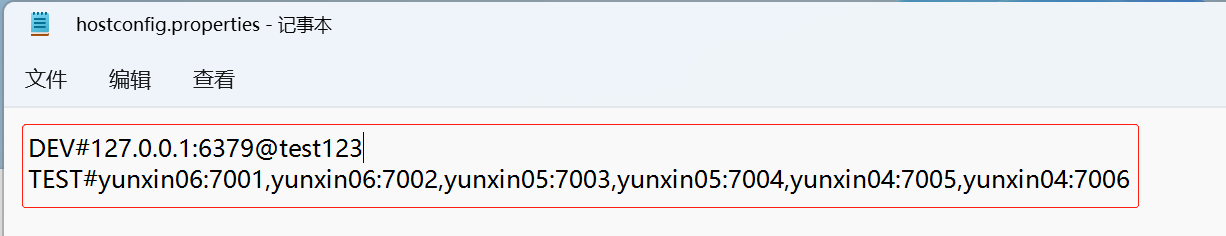 hostconfig.properties - 记事本
文件 编辑 查看
DEV#127.0.0.1:6379@test123
TEST#yunxin06:7001,yunxin06:7002,yunxin05:7003,yunxin05:7004,yunxin04:7005,yunxin04:7006